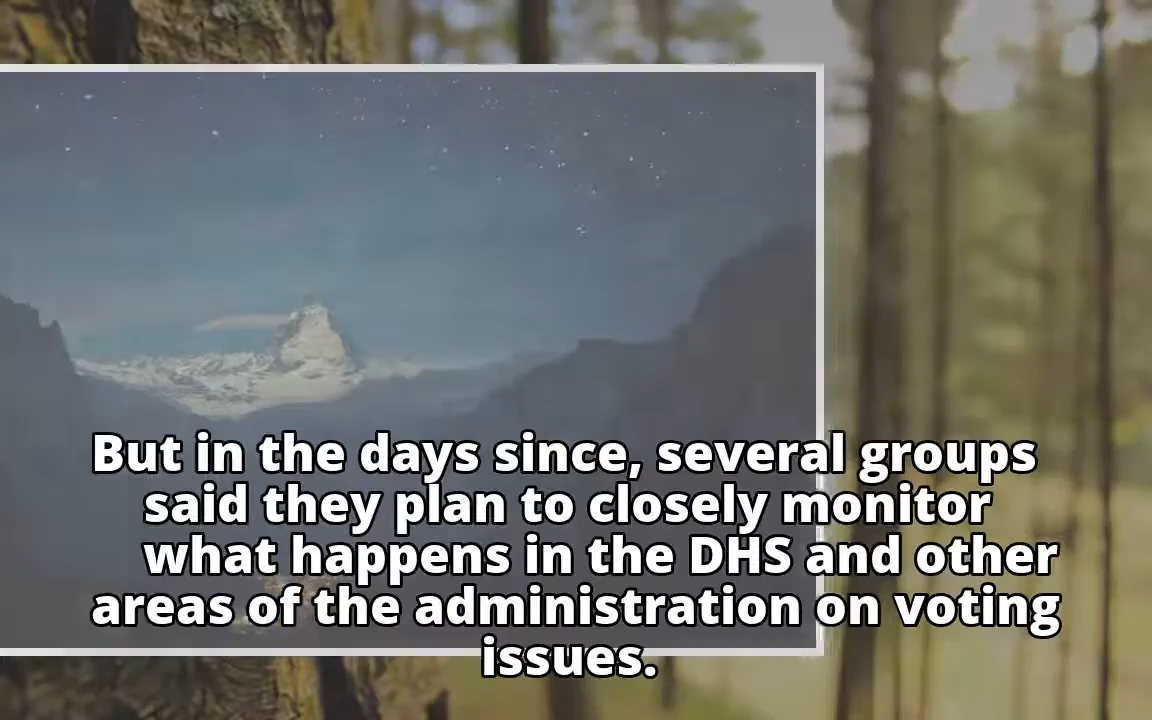 But in the days since, several groups
said they plan to closely monitor
what happens in the DHS and other
areas of the administration on voting
issues.